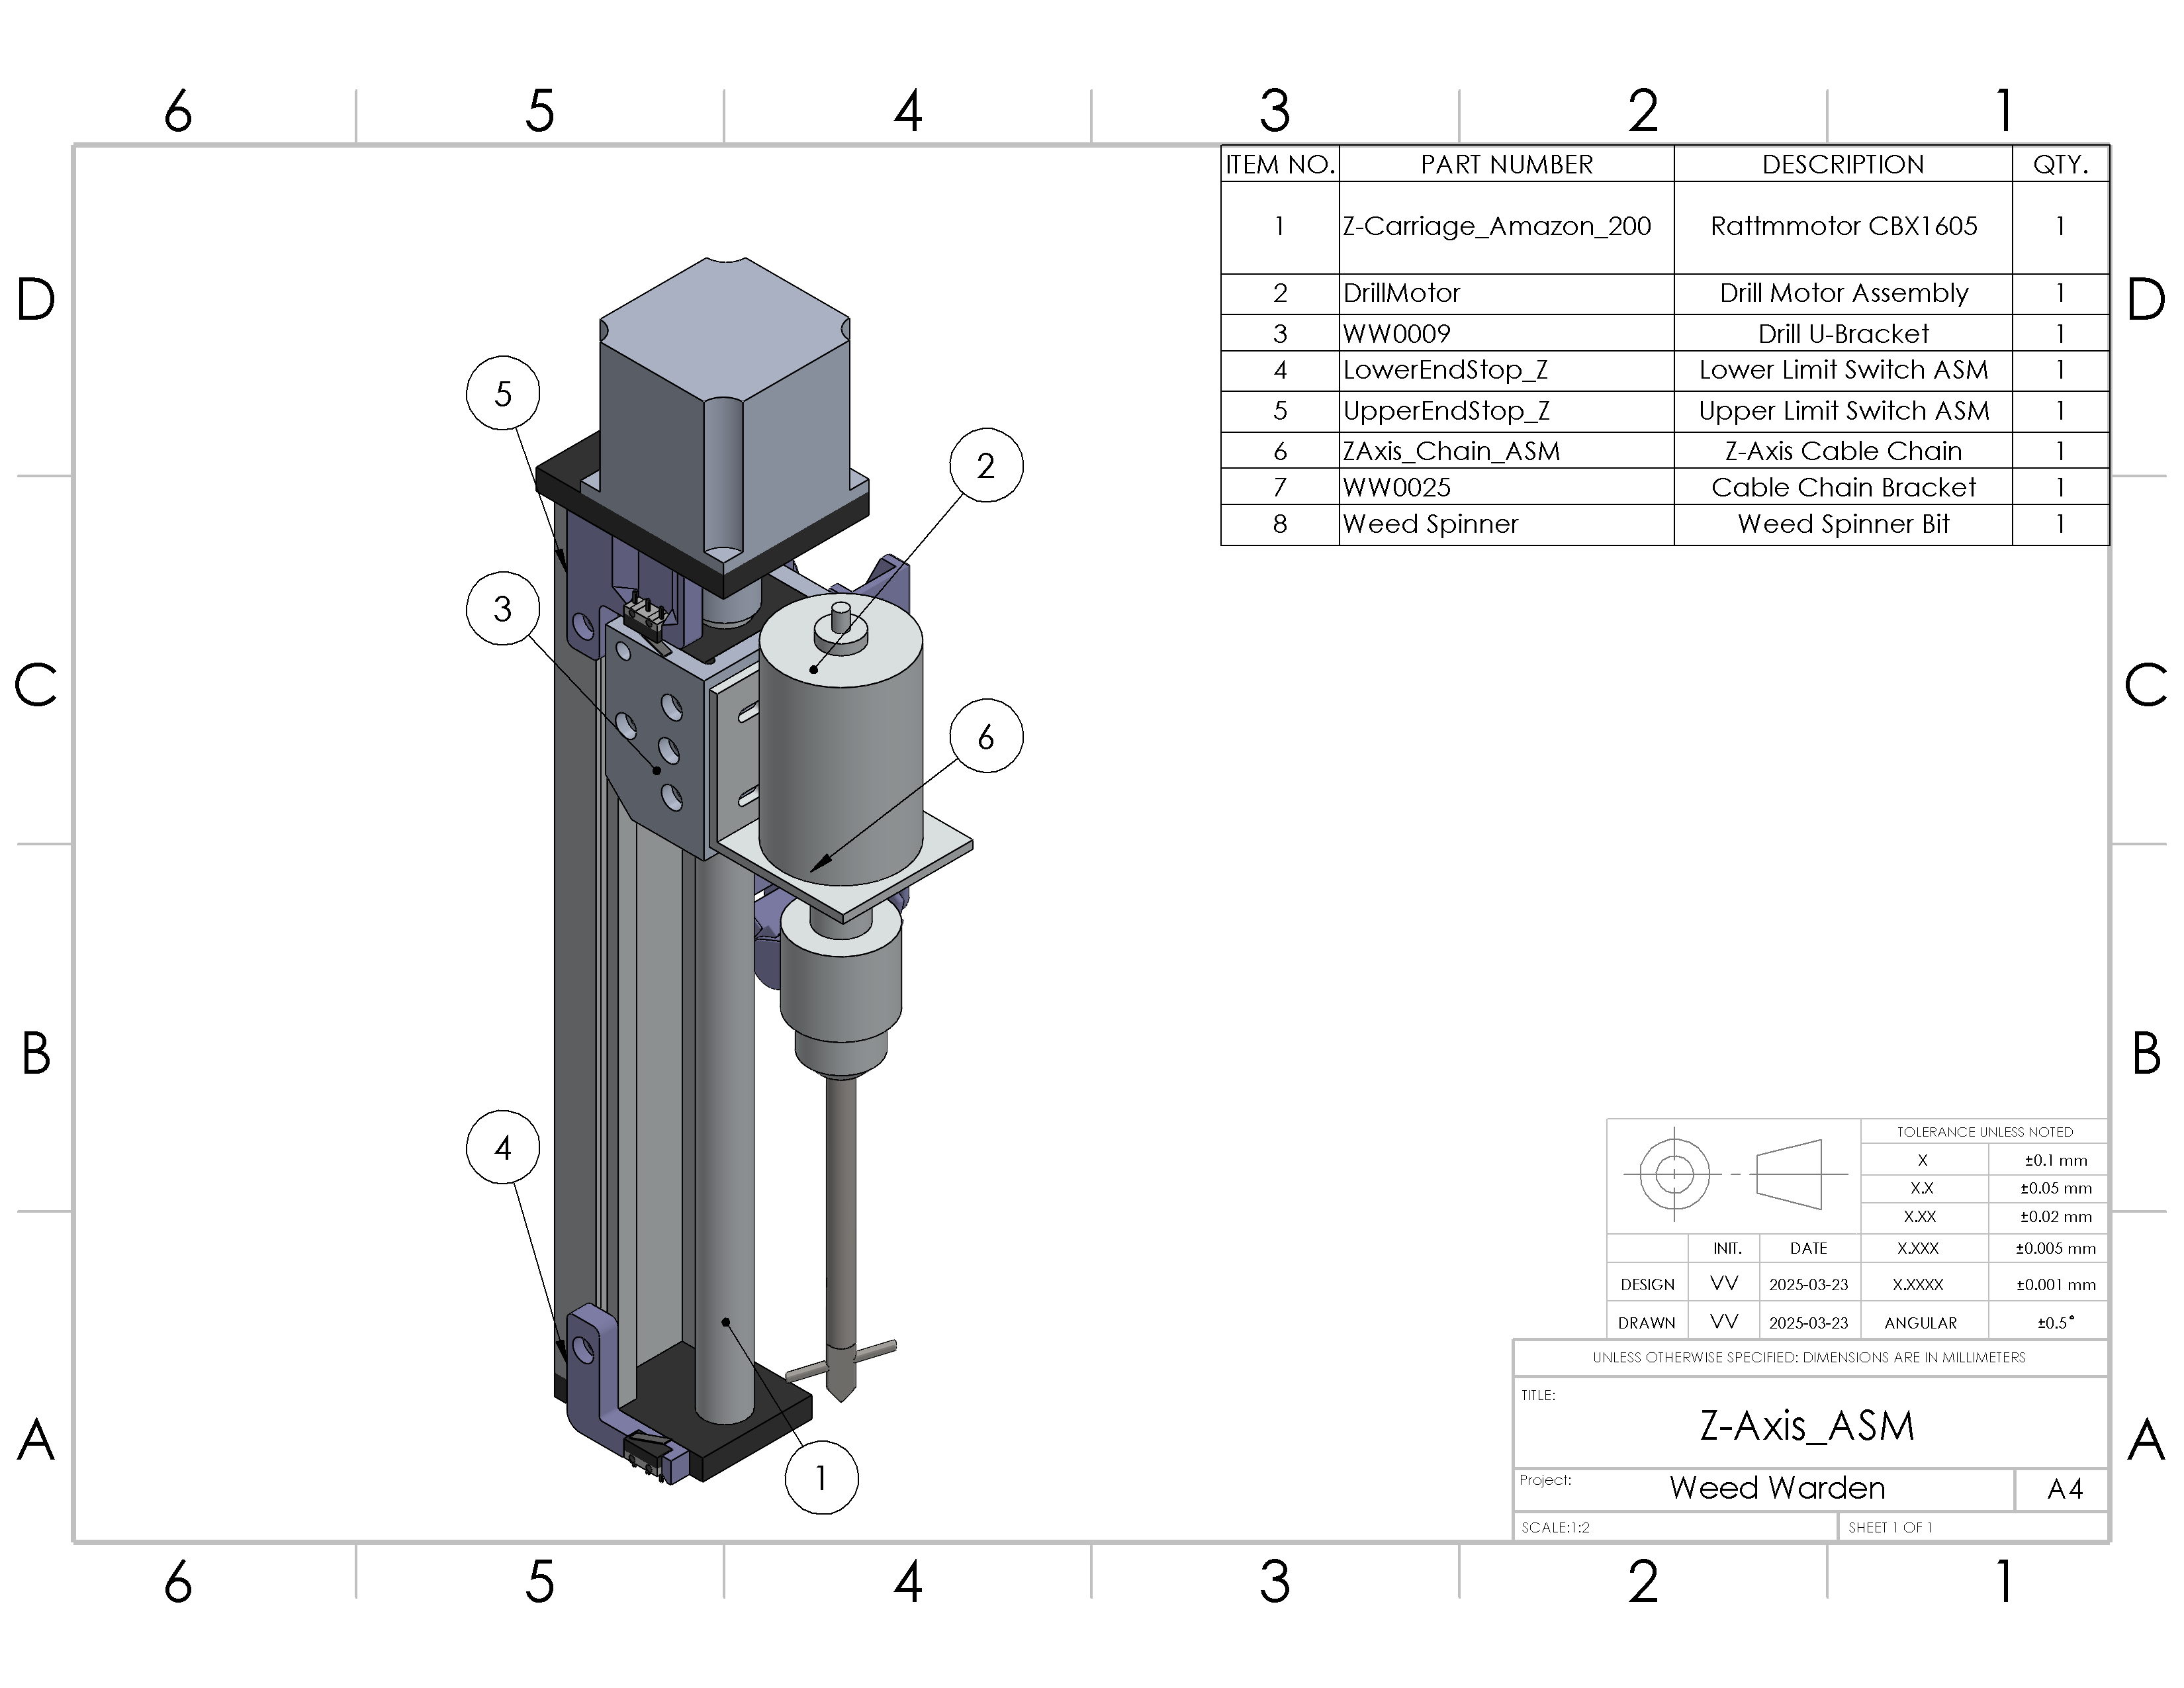 6 5 4 3 2 1
ITEM NO. PART NUMBER DESCRIPTION QTY.
1 Z-Carriage_Amazon_200 Rattmmotor CBX1605 1
2 DrillMotor Drill Motor Assembly 1
3 WW0009 Drill U-Bracket 1
4 LowerEndStop_Z Lower Limit Switch ASM 1
5 UpperEndStop_Z Upper Limit Switch ASM 1
6 ZAxis_Chain_ASM Z-Axis Cable Chain 1
7 WW0025 Cable Chain Bracket 1
8 Weed Spinner Weed Spinner Bit 1
D D
5
2
3
C C
6
B B
4
1
A A
TOLERANCE UNLESS NOTED
X ±0.1 mm
X.X ±0.05 mm
X.XX ±0.02 mm
INIT. DATE X.XXX ±0.005 mm
DESIGN VV 2025-03-23 X.XXXX ±0.001 mm
DRAWN VV 2025-03-23 ANGULAR ±0.5°
UNLESS OTHERWISE SPECIFIED: DIMENSIONS ARE IN MILLIMETERS
TITLE:
Z-Axis_ASM
Project: Weed Warden A4
SCALE:1:2 SHEET 1 OF 1
6 5 4 3 2 1